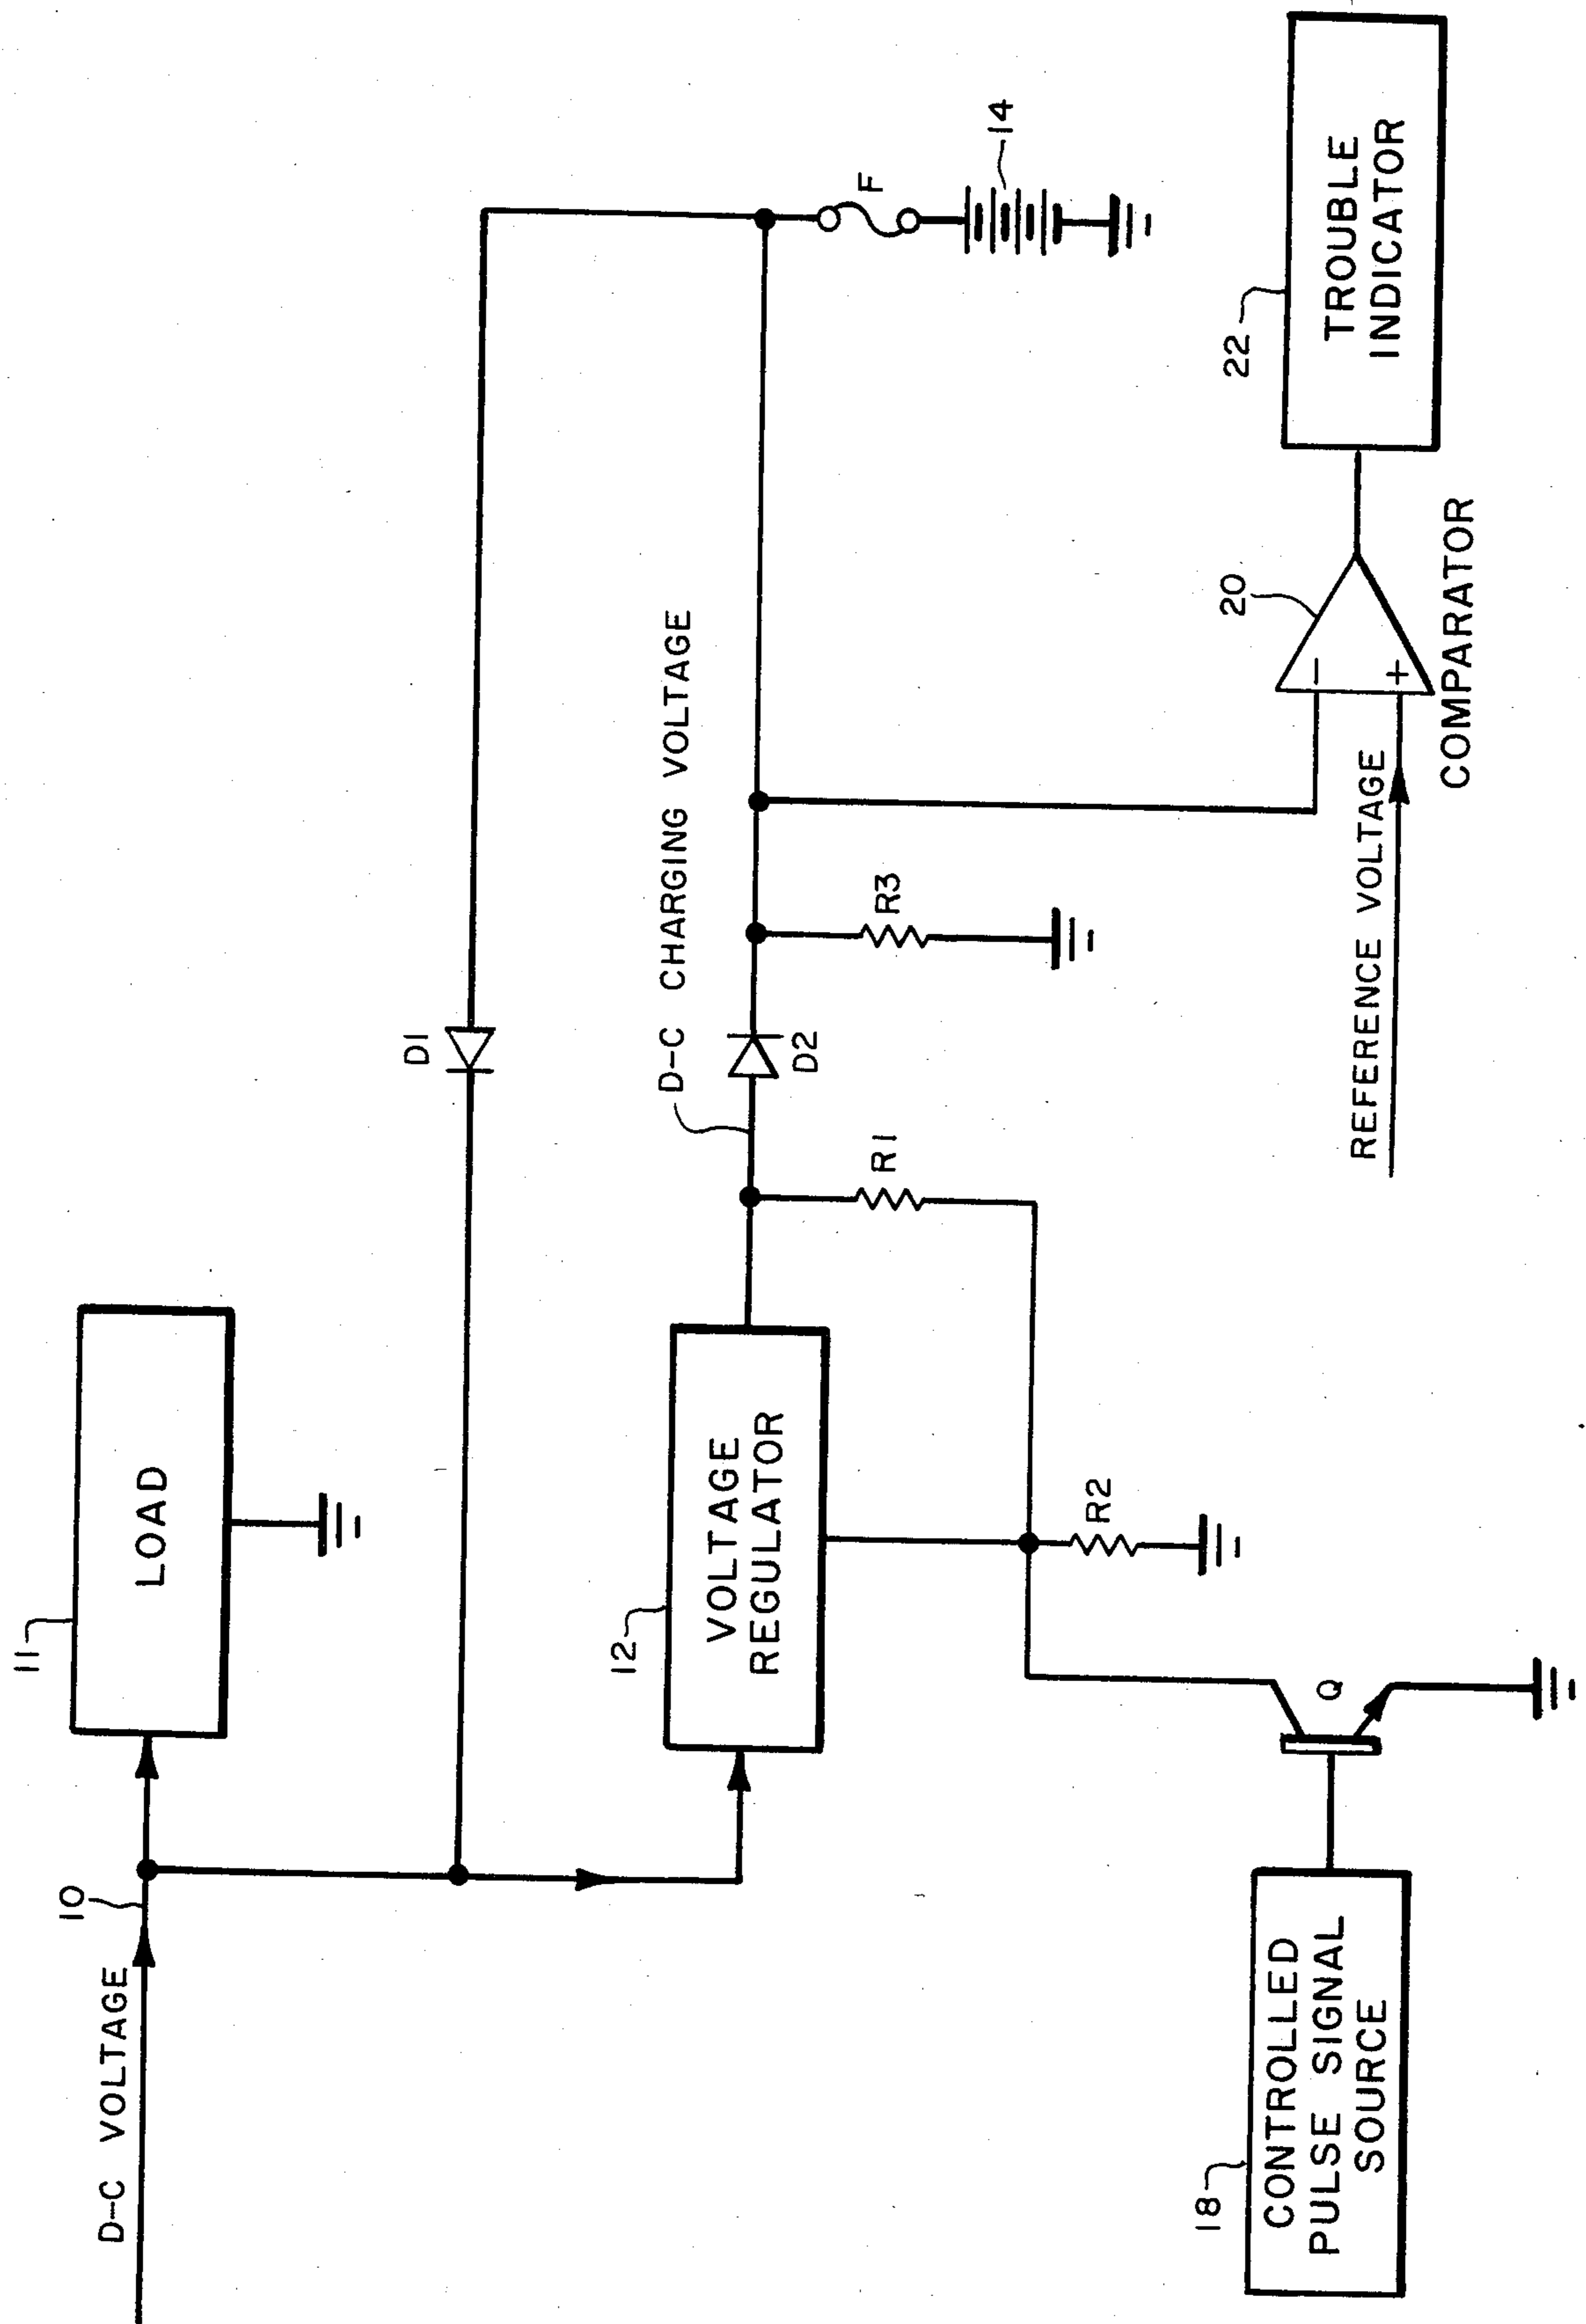 D-C VOLTAGE
10
11
LOAD
D1
12
VOLTAGE
REGULATOR
D-C CHARGING VOLTAGE
D2
R1
R2
R3
F
14
18
CONTROLLED
PULSE SIGNAL
SOURCE
Q
REFERENCE VOLTAGE
20
−
+
COMPARATOR
22
TROUBLE
INDICATOR